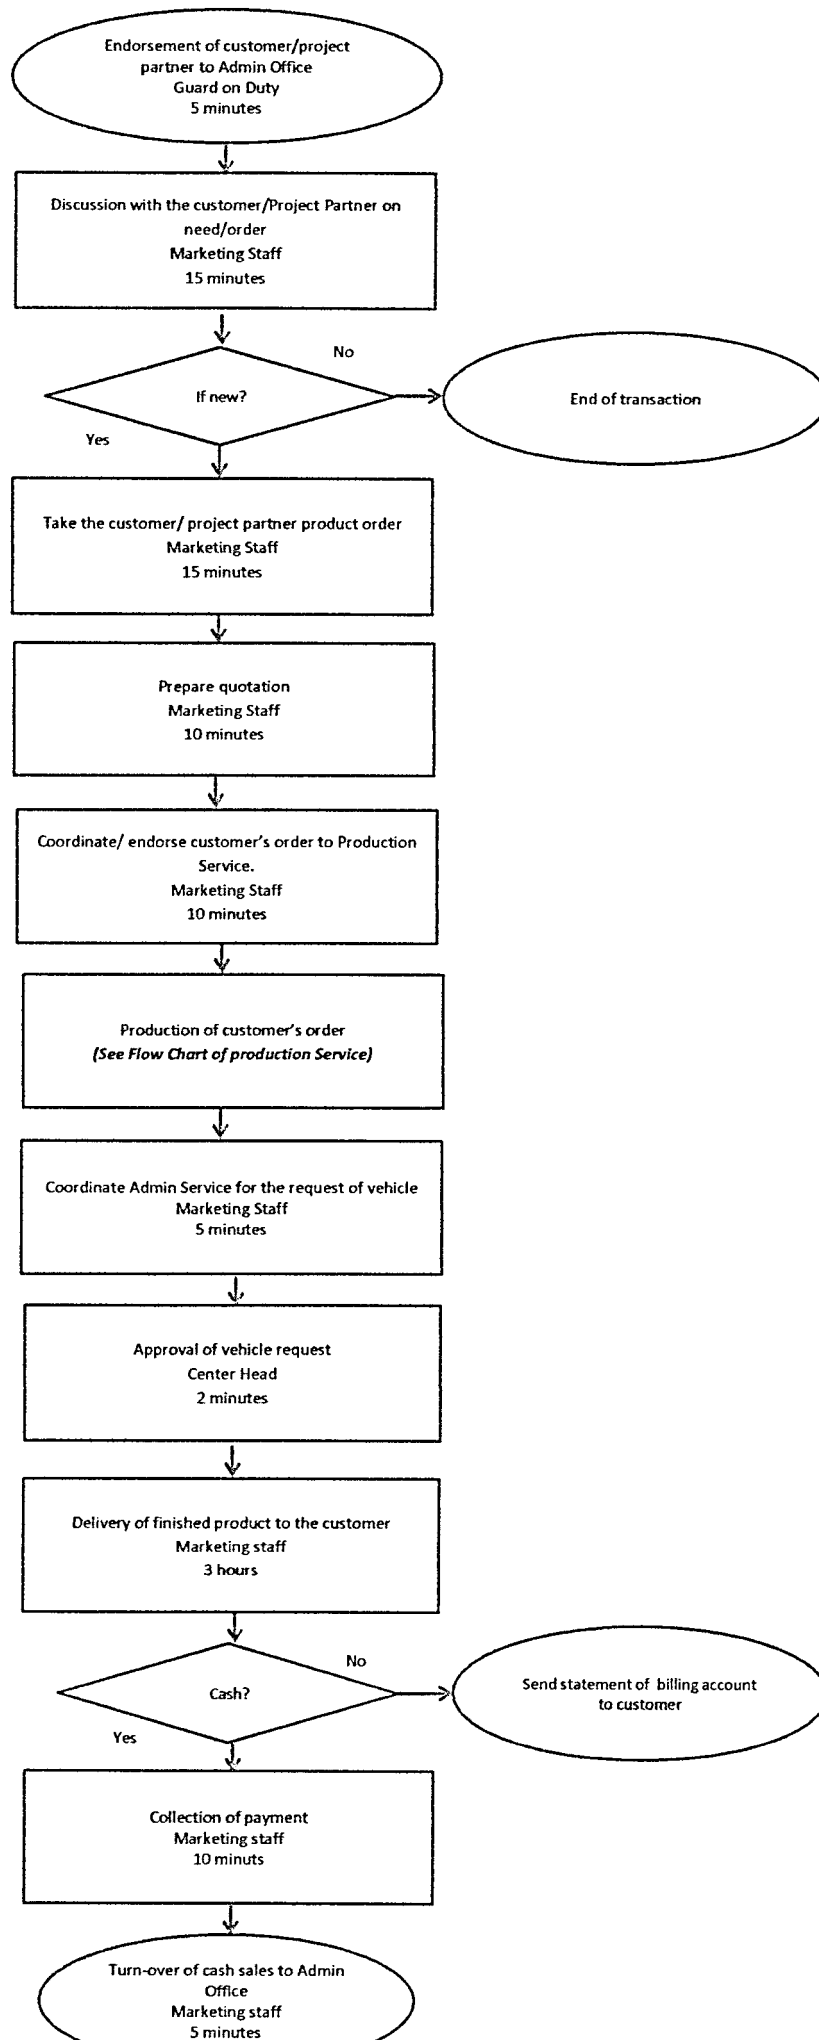 Endorsement of customer/project
partner to Admin Office
Guard on Duty
5 minutes
Discussion with the customer/Project Partner on
need/order
Marketing Staff
15 minutes
No
If new?
End of transaction
Yes
Take the customer/ project partner product order
Marketing Staff
15 minutes
Prepare quotation
Marketing Staff
10 minutes
Coordinate/ endorse customer's order to Production
Service.
Marketing Staff
10 minutes
Production of customer's order
(See Flow Chart of production Service)
Coordinate Admin Service for the request of vehicle
Marketing Staff
5 minutes
Approval of vehicle request
Center Head
2 minutes
Delivery of finished product to the customer
Marketing staff
3 hours
No
Cash?
Send statement of billing account
to customer
Yes
Collection of payment
Marketing staff
10 minuts
Turn-over of cash sales to Admin
Office
Marketing staff
5 minutes